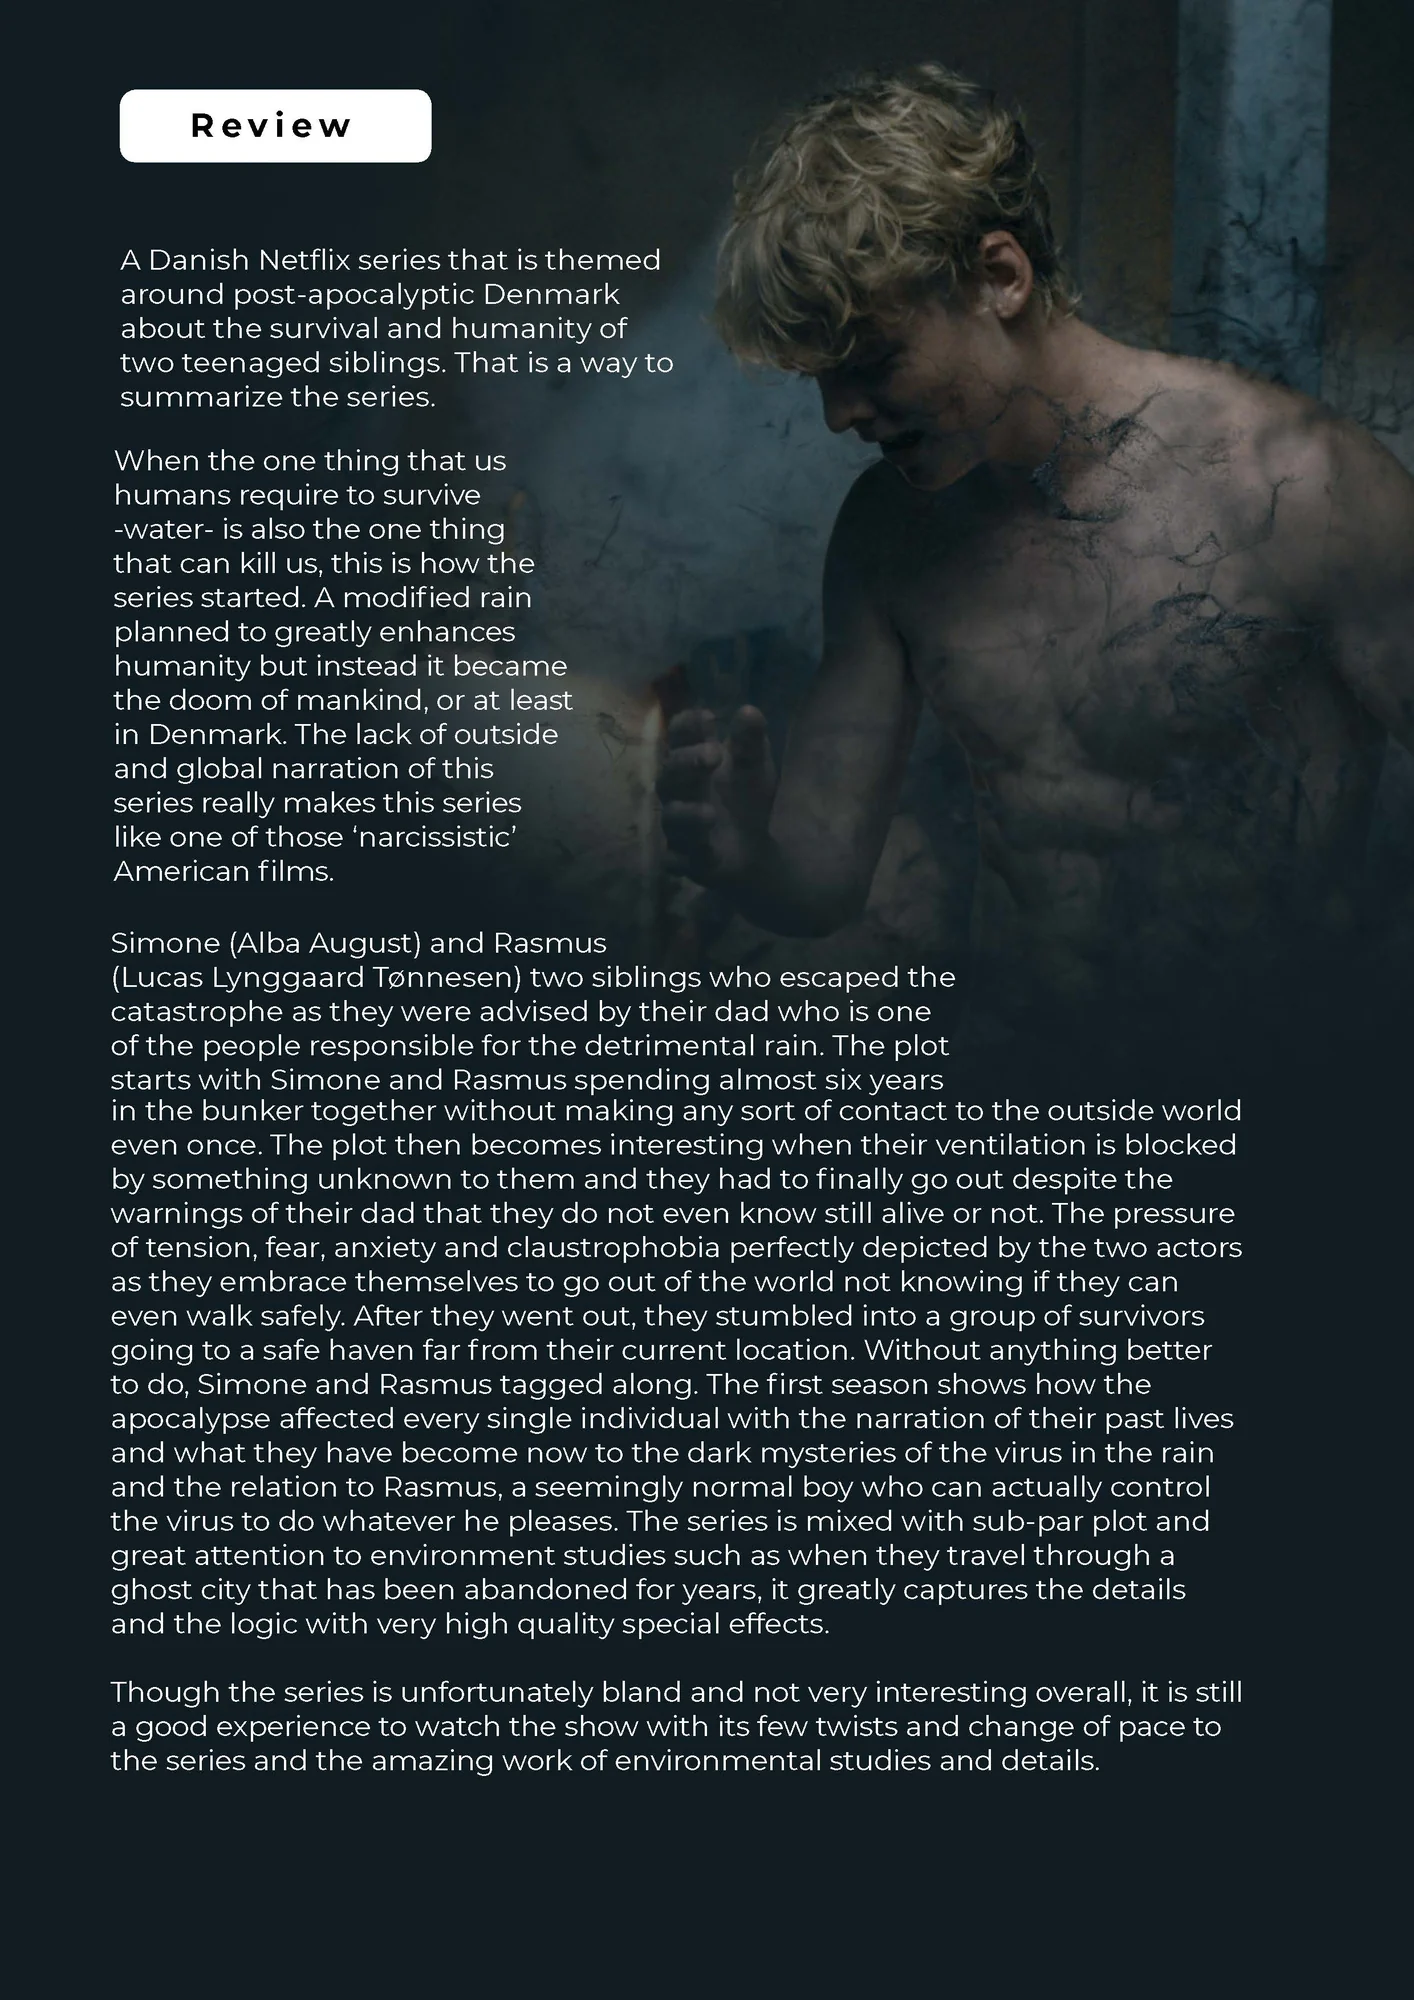 Review
A Danish Netflix series that is themed
around post-apocalyptic Denmark
about the survival and humanity of
two teenaged siblings. That is a way to
summarize the series.
When the one thing that us
humans require to survive
-water- is also the one thing
that can kill us, this is how the
series started. A modified rain
planned to greatly enhances
humanity but instead it became
the doom of mankind, or at least
in Denmark. The lack of outside
and global narration of this
series really makes this series
like one of those ‘narcissistic’
American films.
Simone (Alba August) and Rasmus
(Lucas Lynggaard Tønnesen) two siblings who escaped the
catastrophe as they were advised by their dad who is one
of the people responsible for the detrimental rain. The plot
starts with Simone and Rasmus spending almost six years
in the bunker together without making any sort of contact to the outside world
even once. The plot then becomes interesting when their ventilation is blocked
by something unknown to them and they had to finally go out despite the
warnings of their dad that they do not even know still alive or not. The pressure
of tension, fear, anxiety and claustrophobia perfectly depicted by the two actors
as they embrace themselves to go out of the world not knowing if they can
even walk safely. After they went out, they stumbled into a group of survivors
going to a safe haven far from their current location. Without anything better
to do, Simone and Rasmus tagged along. The first season shows how the
apocalypse affected every single individual with the narration of their past lives
and what they have become now to the dark mysteries of the virus in the rain
and the relation to Rasmus, a seemingly normal boy who can actually control
the virus to do whatever he pleases. The series is mixed with sub-par plot and
great attention to environment studies such as when they travel through a
ghost city that has been abandoned for years, it greatly captures the details
and the logic with very high quality special effects.
Though the series is unfortunately bland and not very interesting overall, it is still
a good experience to watch the show with its few twists and change of pace to
the series and the amazing work of environmental studies and details.